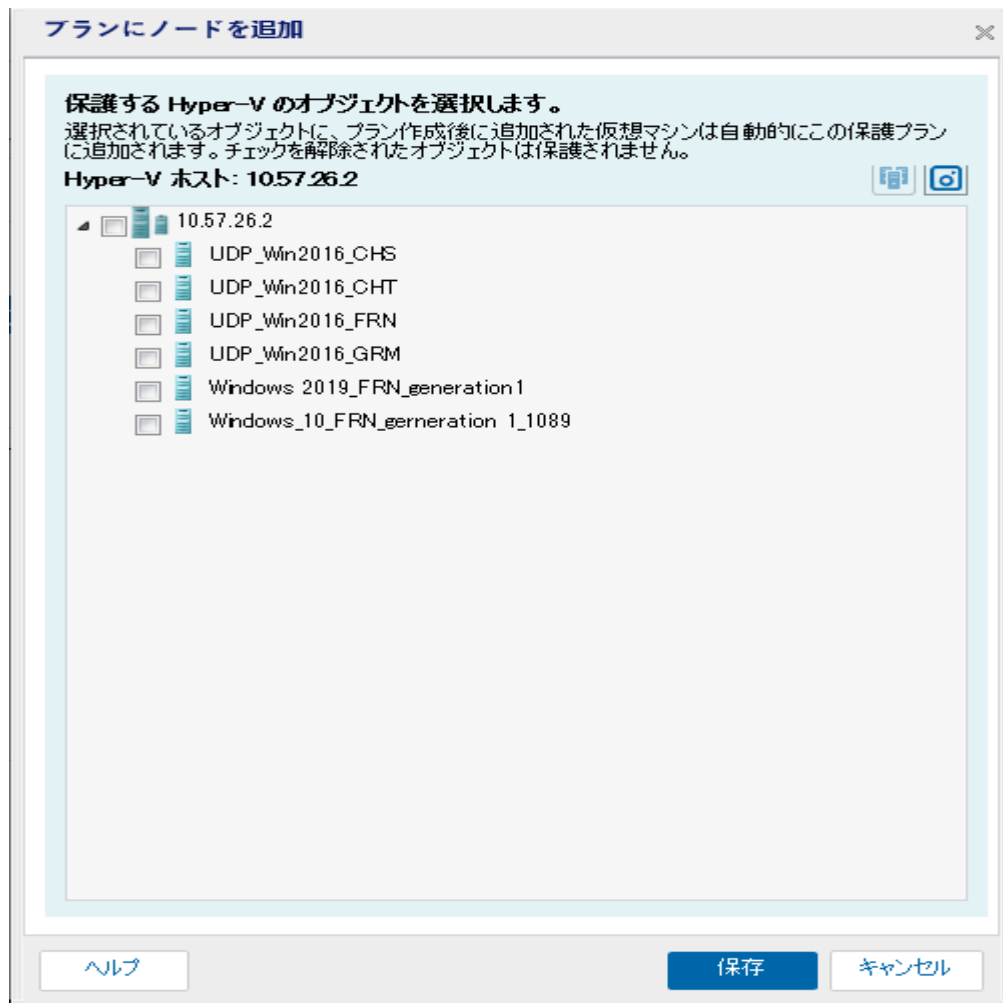 プランにノードを追加
保護する Hyper-V のオブジェクトを選択します。
選択されているオブジェクトに、プラン作成後に追加された仮想マシンは自動的にこの保護プラン
に追加されます。チェックを解除されたオブジェクトは保護されません。
Hyper-V ホスト: 10.57.26.2
10.57.26.2
UDP_Win2016_CHS
UDP_Win2016_CHT
UDP_Win2016_FRN
UDP_Win2016_GRM
Windows 2019_FRN_generation1
Windows_10_FRN_gerneration 1_1089
ヘルプ
保存
キャンセル